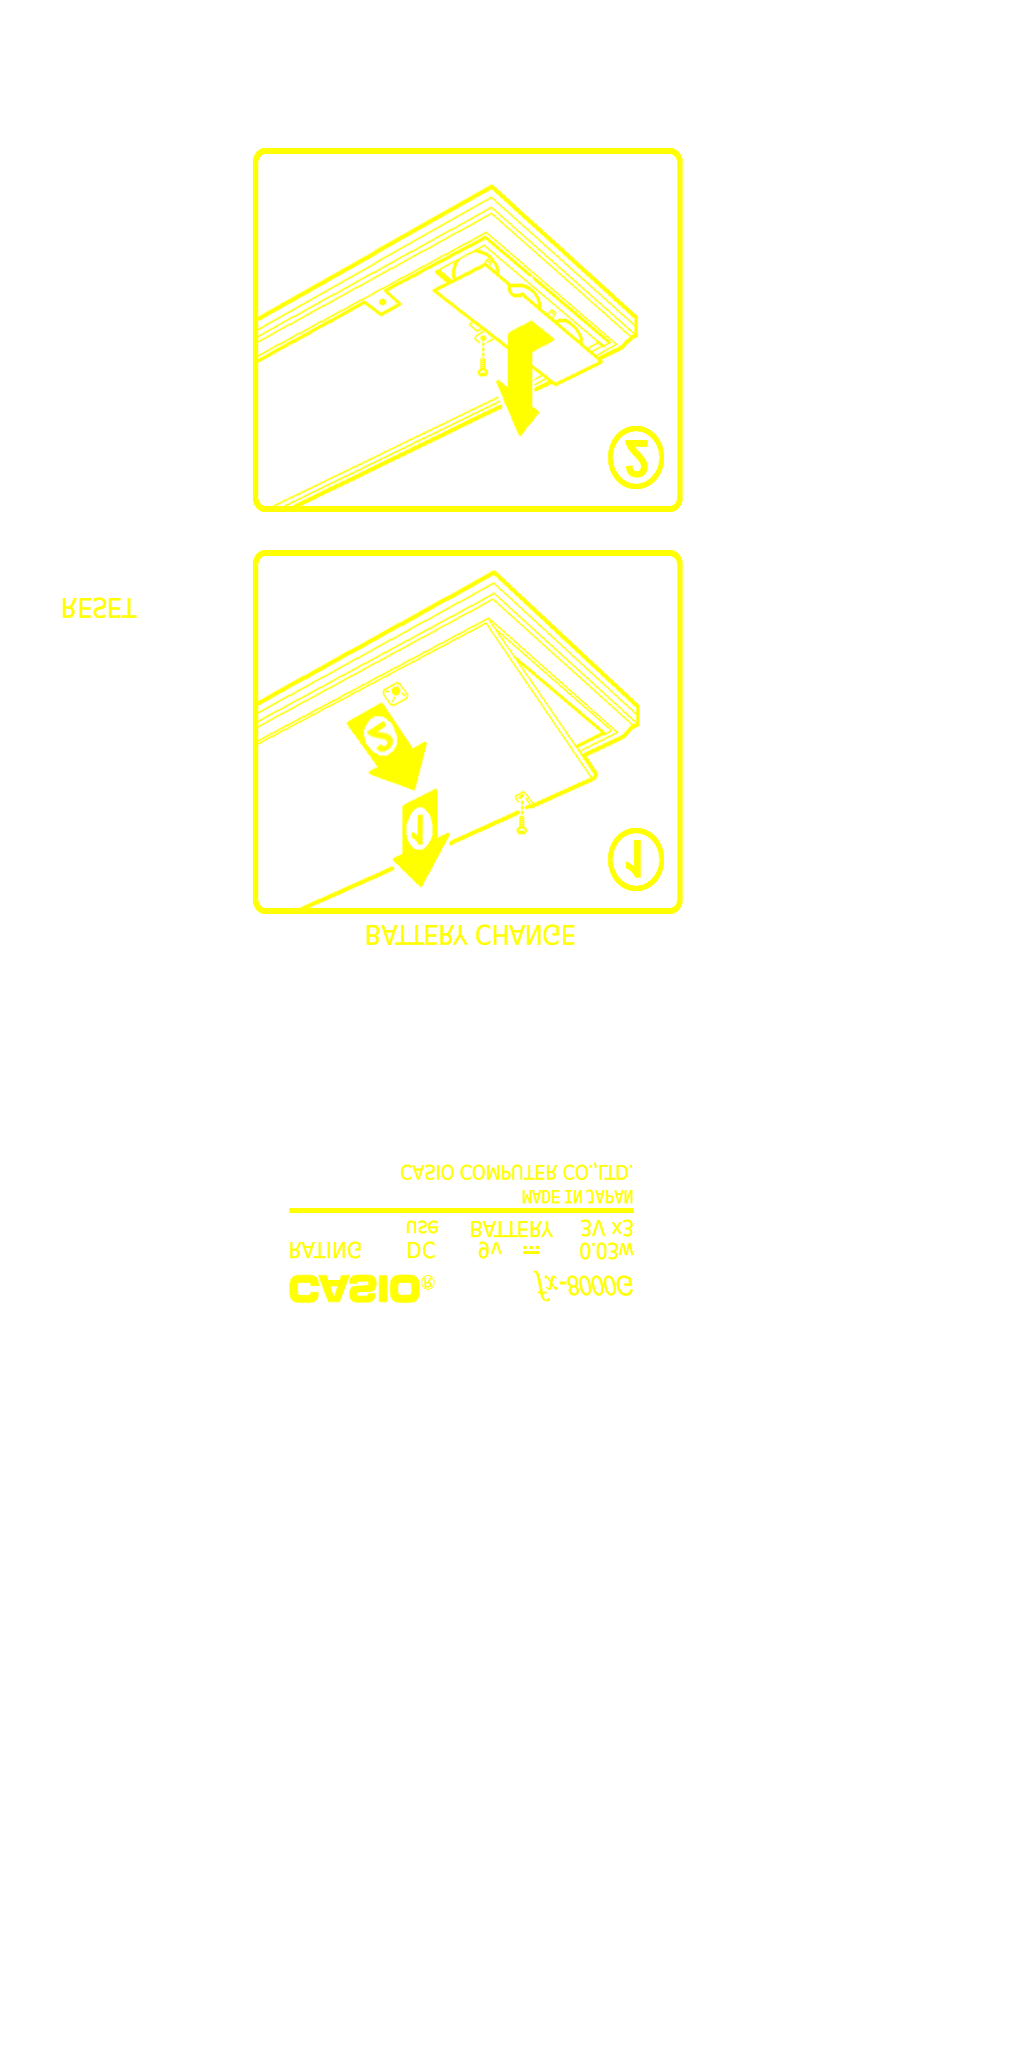 CASIO® fx-8000G
RATING DC 9v ⎓ 0.03w
use BATTERY 3V x3
MADE IN JAPAN
CASIO COMPUTER CO.,LTD.
BATTERY CHANGE
1
1
2
RESET
2